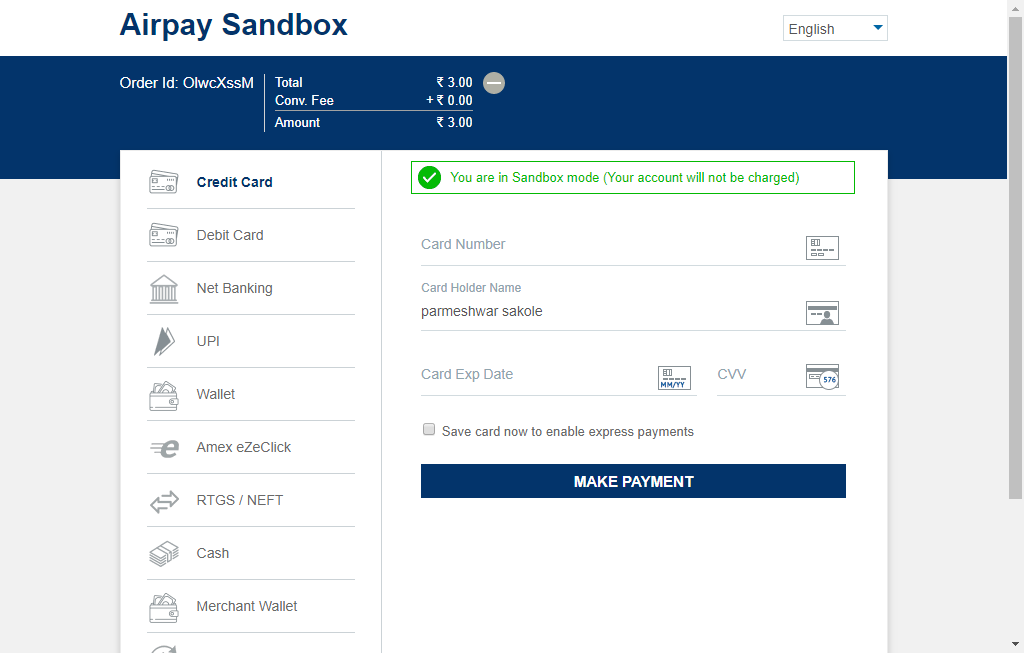 Airpay Sandbox
English
Order Id: OlwcXssM
Total ₹ 3.00
Conv. Fee + ₹ 0.00
Amount ₹ 3.00
Credit Card
Debit Card
Net Banking
UPI
Wallet
Amex eZeClick
RTGS / NEFT
Cash
Merchant Wallet
You are in Sandbox mode (Your account will not be charged)
Card Number
Card Holder Name
parmeshwar sakole
Card Exp Date
MM/YY
CVV
576
Save card now to enable express payments
MAKE PAYMENT